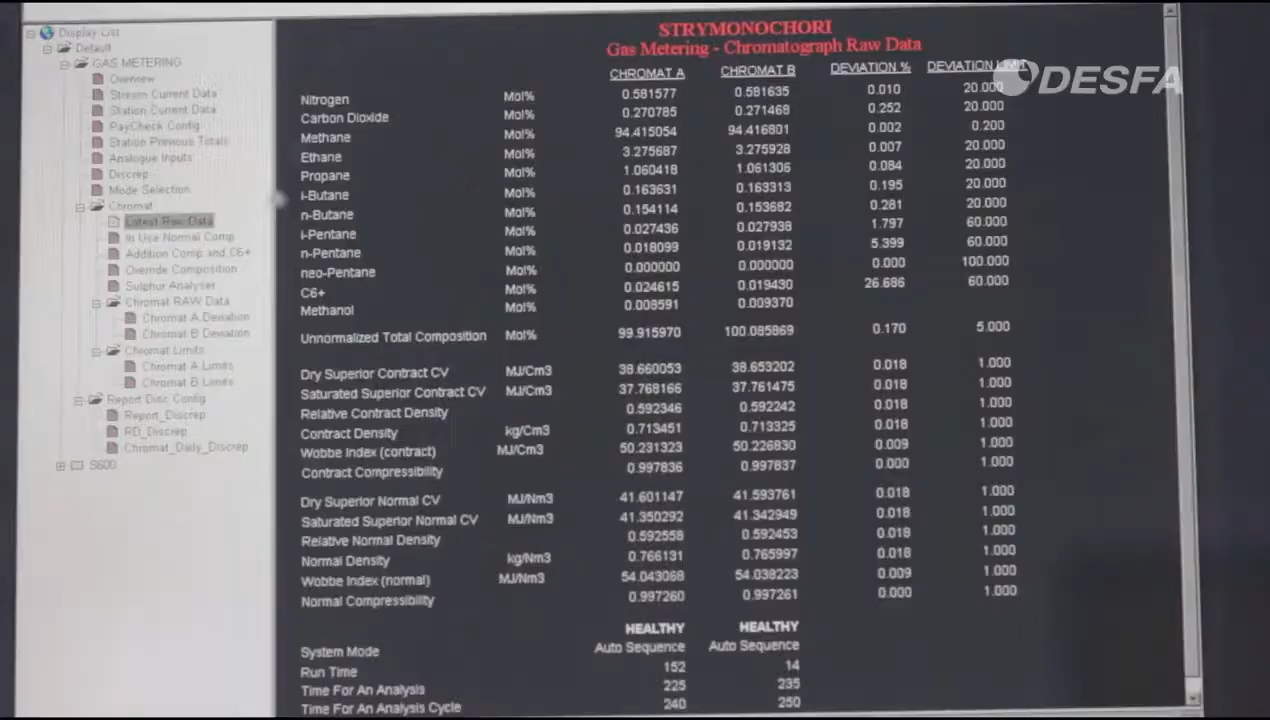 Display List
Default
GAS METERING
Overview
Stream Current Data
Station Current Data
PayCheck Config
Station Previous Totals
Analogue Inputs
Discrep
Mode Selection
Chromat
Latest Raw Data
In Use Normal Comp
Addition Comp and C6+
Override Composition
Sulphur Analyser
Chromat RAW Data
Chromat A Deviation
Chromat B Deviation
Chromat Limits
Chromat A Limits
Chromat B Limits
Report Disc Config
Report_Discrep
RD_Discrep
Chromat_Daily_Discrep
S600
STRYMONOCHORI
Gas Metering - Chromatograph Raw Data
CHROMAT A CHROMAT B DEVIATION % DEVIATION LIMIT
DESFA
Nitrogen Mol% 0.581577 0.581635 0.010 20.000
Carbon Dioxide Mol% 0.270785 0.271468 0.252 20.000
Methane Mol% 94.415054 94.416801 0.002 0.200
Ethane Mol% 3.275687 3.275928 0.007 20.000
Propane Mol% 1.060418 1.061306 0.084 20.000
i-Butane Mol% 0.163631 0.163313 0.195 20.000
n-Butane Mol% 0.154114 0.153682 0.281 20.000
i-Pentane Mol% 0.027436 0.027938 1.797 60.000
n-Pentane Mol% 0.018099 0.019132 5.399 60.000
neo-Pentane Mol% 0.000000 0.000000 0.000 100.000
C6+ Mol% 0.024615 0.019430 26.686 60.000
Methanol Mol% 0.008591 0.009370
Unnormalized Total Composition Mol% 99.915970 100.085869 0.170 5.000
Dry Superior Contract CV MJ/Cm3 38.660053 38.653202 0.018 1.000
Saturated Superior Contract CV MJ/Cm3 37.768166 37.761475 0.018 1.000
Relative Contract Density 0.592346 0.592242 0.018 1.000
Contract Density kg/Cm3 0.713451 0.713325 0.018 1.000
Wobbe Index (contract) MJ/Cm3 50.231323 50.226830 0.009 1.000
Contract Compressibility 0.997836 0.997837 0.000 1.000
Dry Superior Normal CV MJ/Nm3 41.601147 41.593761 0.018 1.000
Saturated Superior Normal CV MJ/Nm3 41.350292 41.342949 0.018 1.000
Relative Normal Density 0.592558 0.592453 0.018 1.000
Normal Density kg/Nm3 0.766131 0.765997 0.018 1.000
Wobbe Index (normal) MJ/Nm3 54.043068 54.038223 0.009 1.000
Normal Compressibility 0.997260 0.997261 0.000 1.000
HEALTHY HEALTHY
System Mode Auto Sequence Auto Sequence
Run Time 152 14
Time For An Analysis 225 235
Time For An Analysis Cycle 240 250